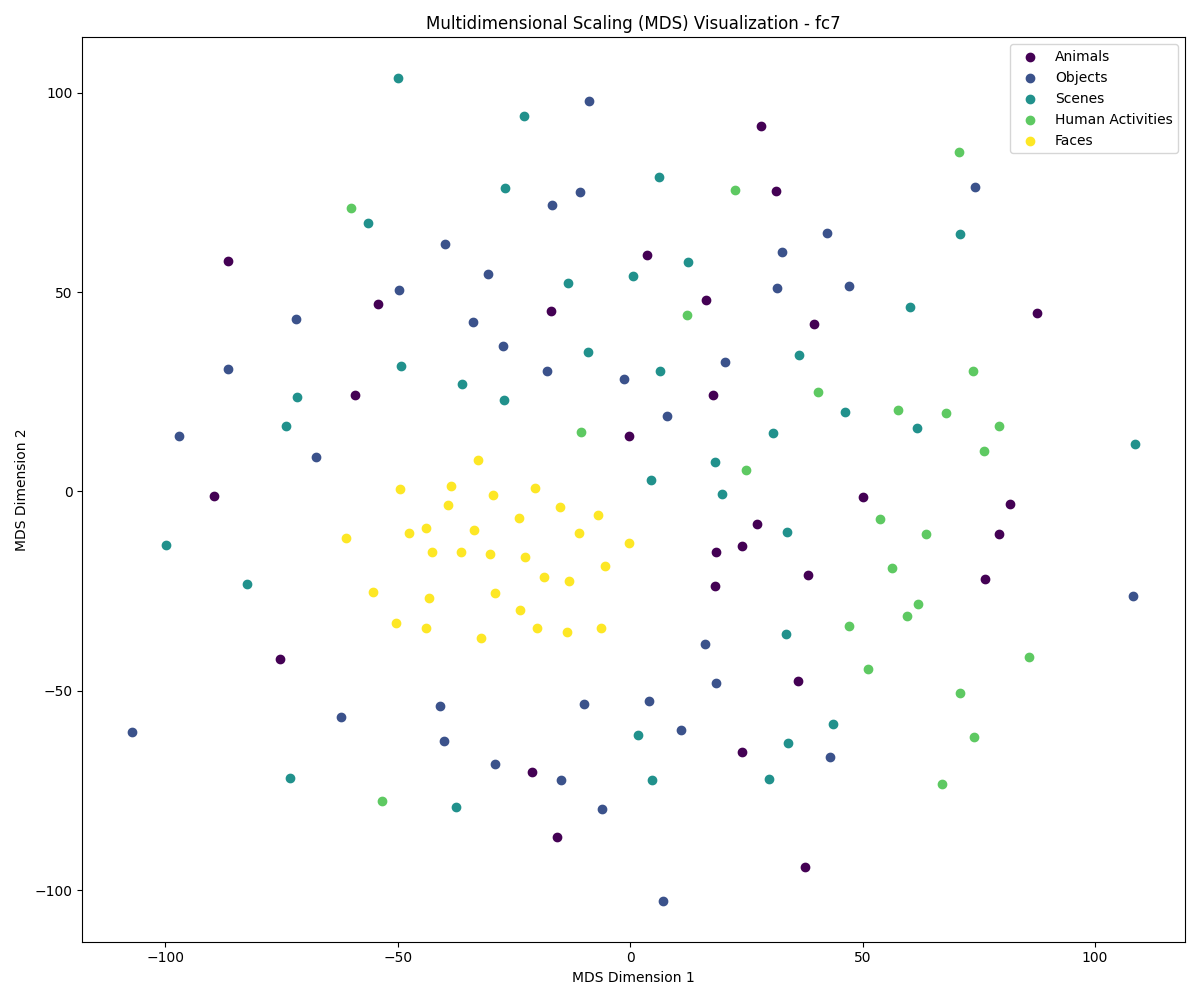 Multidimensional Scaling (MDS) Visualization - fc7
Animals
Objects
Scenes
Human Activities
Faces
100
50
0
−50
−100
MDS Dimension 2
−100
−50
0
50
100
MDS Dimension 1